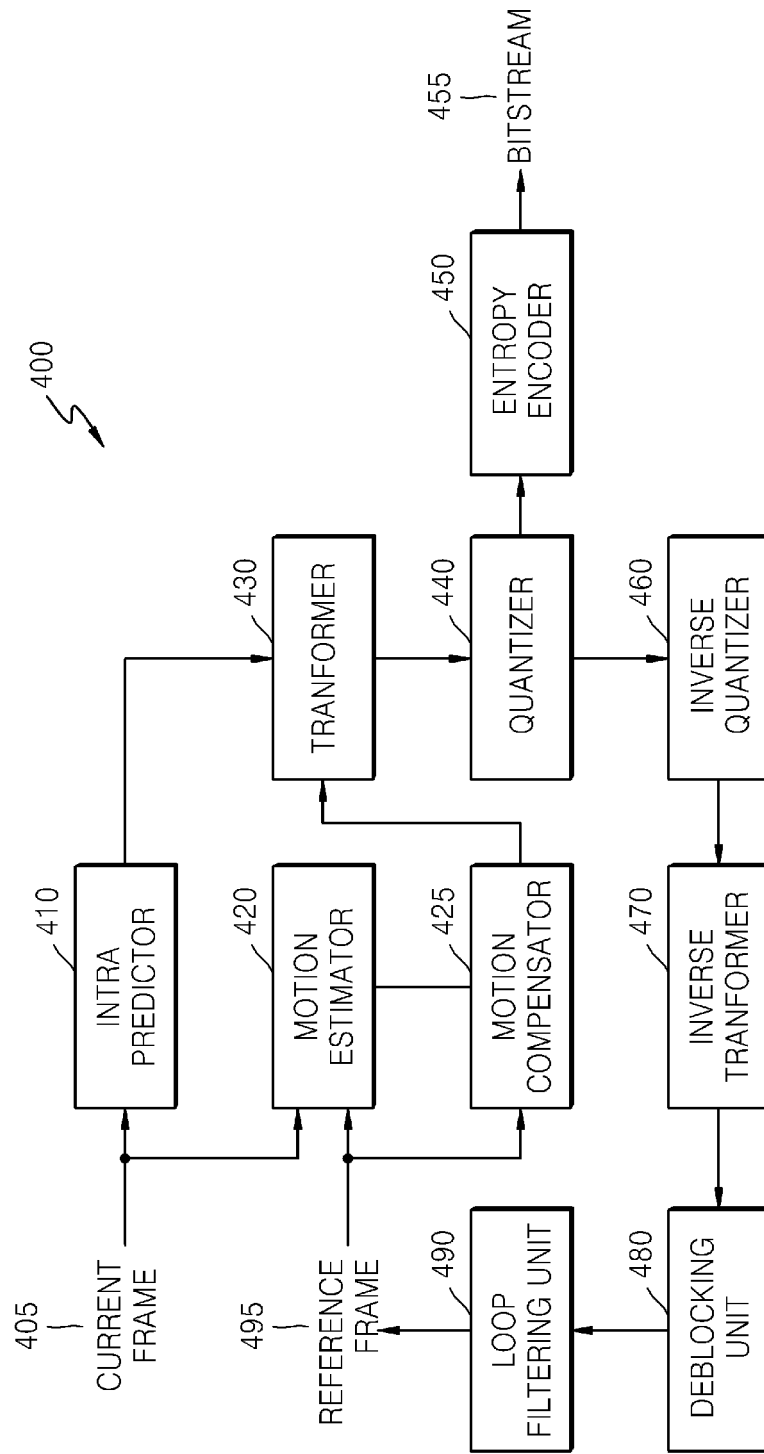 400
405
CURRENT
FRAME
410
INTRA
PREDICTOR
495
REFERENCE
FRAME
420
MOTION
ESTIMATOR
425
MOTION
COMPENSATOR
430
TRANFORMER
440
QUANTIZER
450
ENTROPY
ENCODER
455
BITSTREAM
460
INVERSE
QUANTIZER
470
INVERSE
TRANFORMER
480
DEBLOCKING
UNIT
490
LOOP
FILTERING UNIT